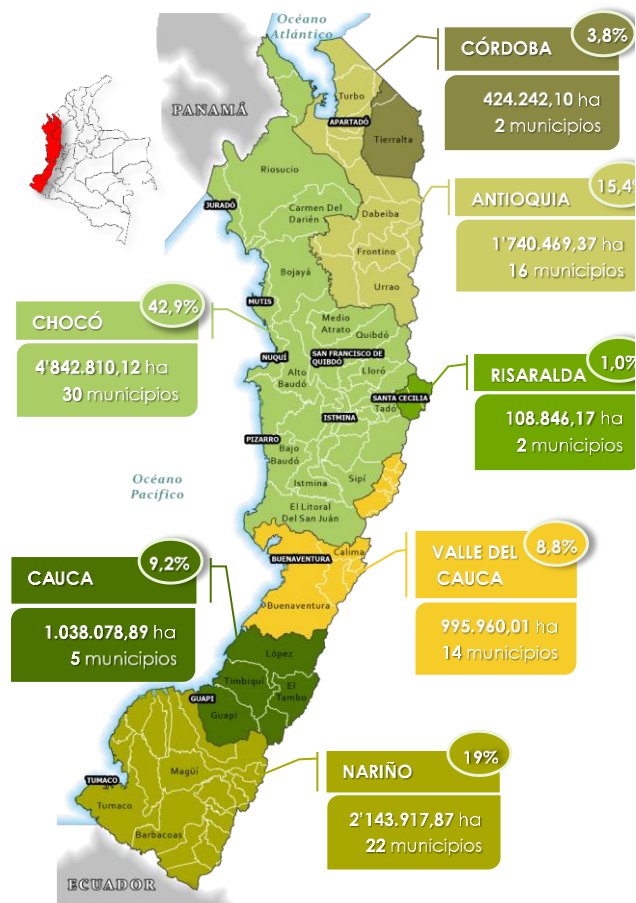 Océano
Atlántico
PANAMÁ
CÓRDOBA
3,8%
424.242,10 ha
2 municipios
Turbo
APARTADÓ
Tierralta
Riosucio
JURADÓ
Carmen Del
Darién
Dabeiba
Frontino
Urrao
ANTIOQUIA
15,4%
1'740.469,37 ha
16 municipios
Bojayá
MUTIS
CHOCÓ
42,9%
4'842.810,12 ha
30 municipios
Medio
Atrato
Quibdó
NUQUÍ
SAN FRANCISCO DE
QUIBDÓ
Alto
Baudó
Lloró
SANTA CECILIA
Tadó
ISTMINA
RISARALDA
1,0%
108.846,17 ha
2 municipios
PIZARRO
Bajo
Baudó
Istmina
Sipí
El Litoral
Del San Juán
Océano
Pacífico
BUENAVENTURA
Calima
Buenaventura
VALLE DEL
CAUCA
8,8%
995.960,01 ha
14 municipios
CAUCA
9,2%
1.038.078,89 ha
5 municipios
López
Timbiquí
El
Tambo
GUAPI
Guapi
NARIÑO
19%
2'143.917,87 ha
22 municipios
Magüí
TUMACO
Tumaco
Barbacoas
ECUADOR